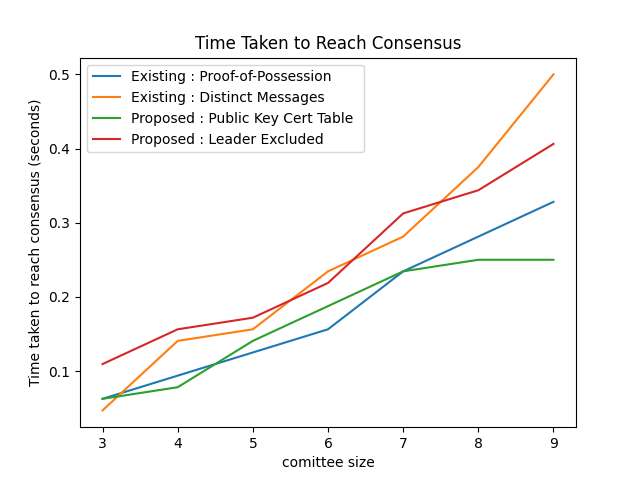 Time Taken to Reach Consensus
Time taken to reach consensus (seconds)
0.5
0.4
0.3
0.2
0.1
Existing : Proof-of-Possession
Existing : Distinct Messages
Proposed : Public Key Cert Table
Proposed : Leader Excluded
3 4 5 6 7 8 9
comittee size